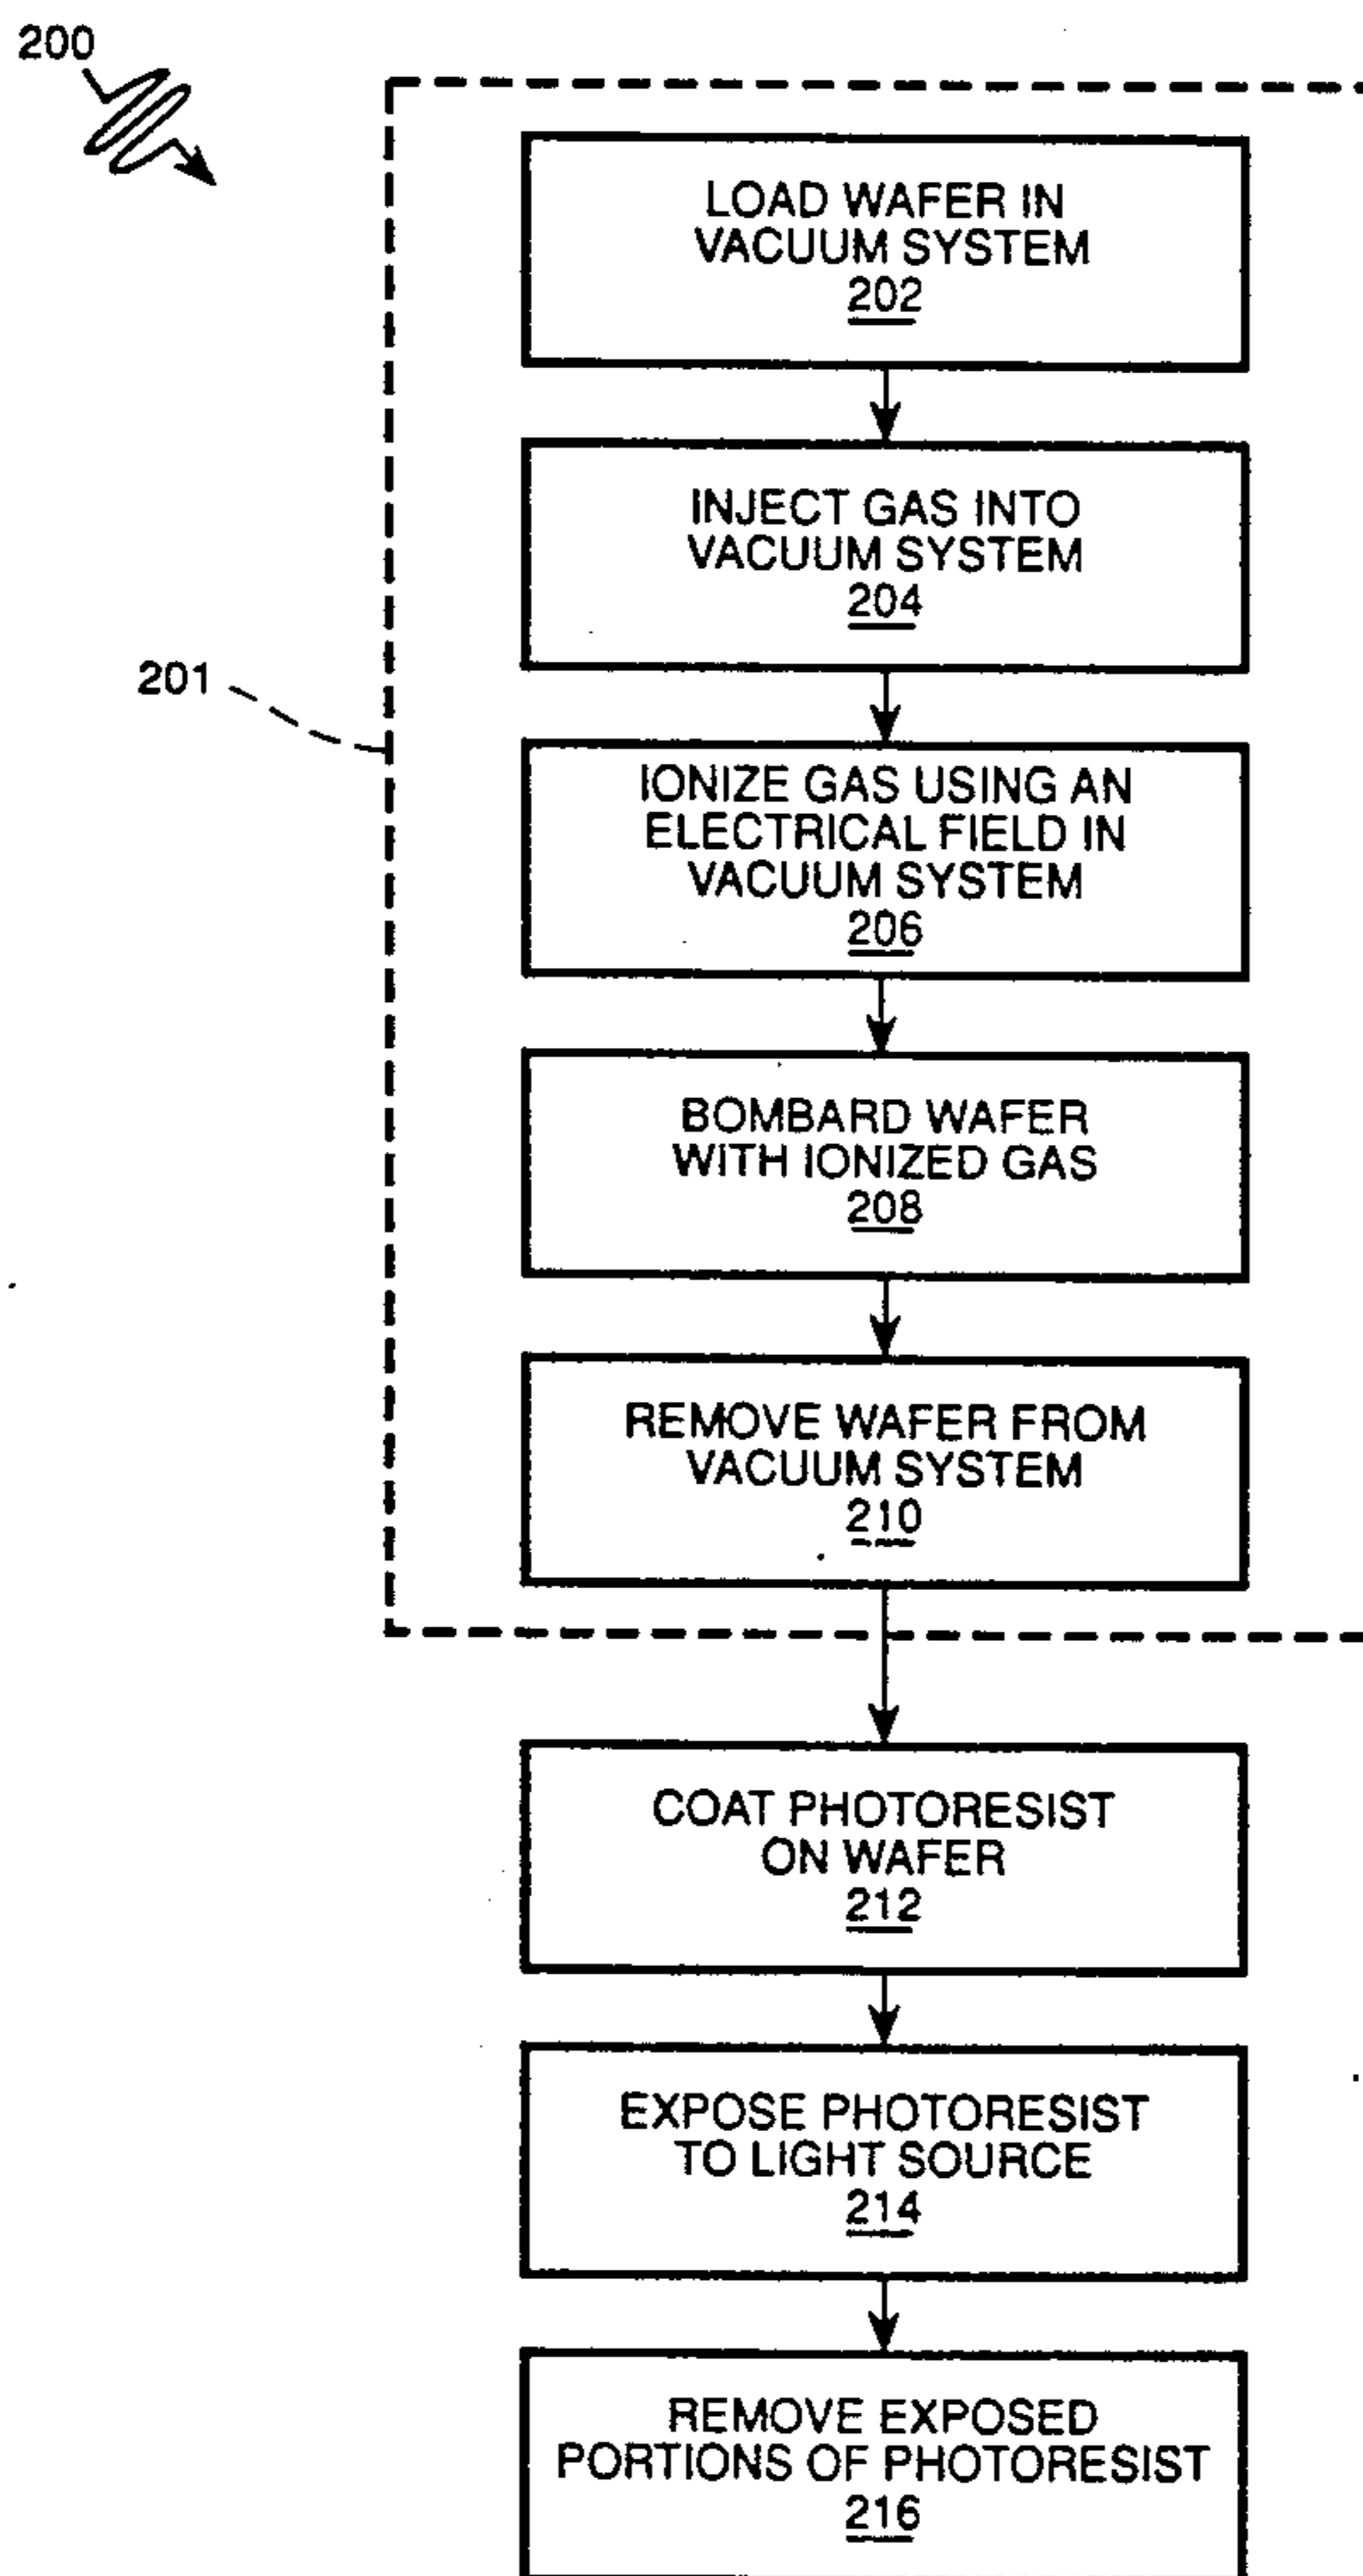 200
LOAD WAFER IN
VACUUM SYSTEM
202
INJECT GAS INTO
VACUUM SYSTEM
204
201
IONIZE GAS USING AN
ELECTRICAL FIELD IN
VACUUM SYSTEM
206
BOMBARD WAFER
WITH IONIZED GAS
208
REMOVE WAFER FROM
VACUUM SYSTEM
210
COAT PHOTORESIST
ON WAFER
212
EXPOSE PHOTORESIST
TO LIGHT SOURCE
214
REMOVE EXPOSED
PORTIONS OF PHOTORESIST
216